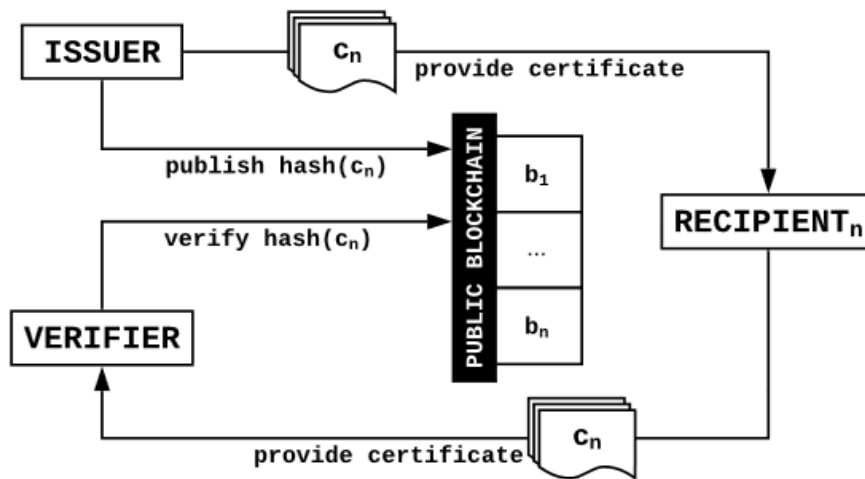 ISSUER
cₙ
provide certificate
publish hash(cₙ)
PUBLIC BLOCKCHAIN
b₁
...
bₙ
RECIPIENTₙ
verify hash(cₙ)
VERIFIER
provide certificate
cₙ